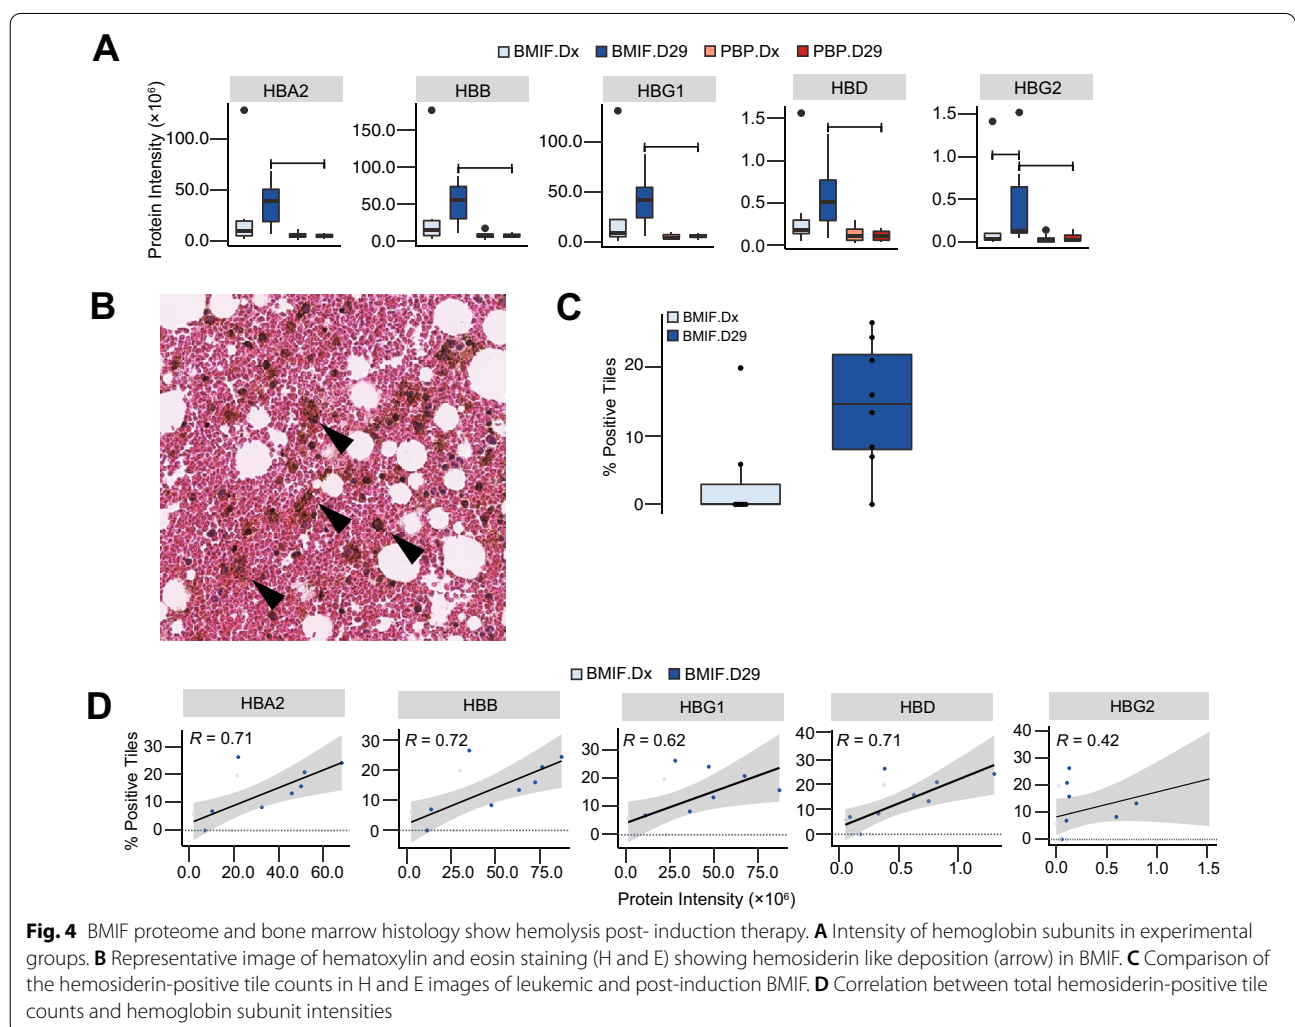 A
BMIF.Dx BMIF.D29 PBP.Dx PBP.D29
HBA2 HBB HBG1 HBD HBG2
Protein Intensity (×10⁶)
100.0
50.0
0.0
150.0
100.0
50.0
0.0
100.0
50.0
0.0
1.5
1.0
0.5
0.0
1.5
1.0
0.5
0.0
B
C
BMIF.Dx
BMIF.D29
% Positive Tiles
20
10
0
BMIF.Dx BMIF.D29
D
HBA2 HBB HBG1 HBD HBG2
% Positive Tiles
R = 0.71
30
20
10
0
0.0 20.0 40.0 60.0
R = 0.72
30
20
10
0
0.0 25.0 50.0 75.0
R = 0.62
30
20
10
0
0.0 25.0 50.0 75.0
R = 0.71
40
30
20
10
0
0.0 0.5 1.0
R = 0.42
40
30
20
10
0
0.0 0.5 1.0 1.5
Protein Intensity (×10⁶)
Fig. 4 BMIF proteome and bone marrow histology show hemolysis post- induction therapy. A Intensity of hemoglobin subunits in experimental
groups. B Representative image of hematoxylin and eosin staining (H and E) showing hemosiderin like deposition (arrow) in BMIF. C Comparison of
the hemosiderin-positive tile counts in H and E images of leukemic and post-induction BMIF. D Correlation between total hemosiderin-positive tile
counts and hemoglobin subunit intensities